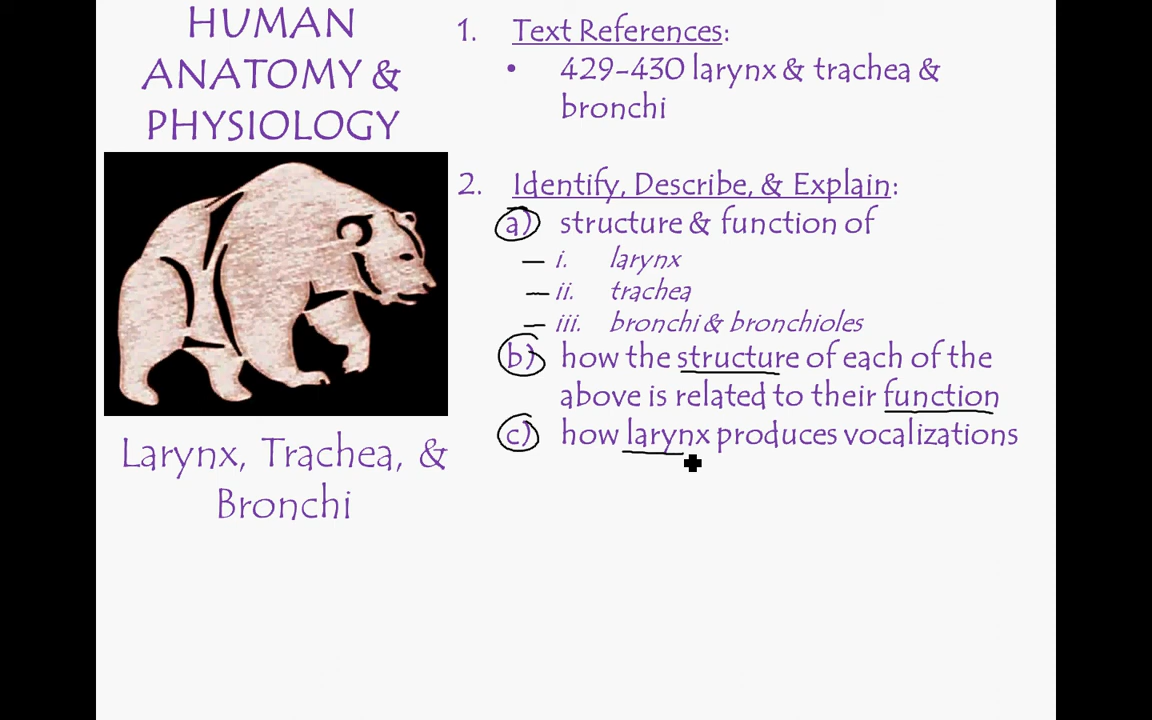 HUMAN
ANATOMY &
PHYSIOLOGY
Larynx, Trachea, &
Bronchi
1. Text References:
• 429-430 larynx & trachea &
bronchi
2. Identify, Describe, & Explain:
a) structure & function of
i. larynx
ii. trachea
iii. bronchi & bronchioles
b) how the structure of each of the
above is related to their function
c) how larynx produces vocalizations